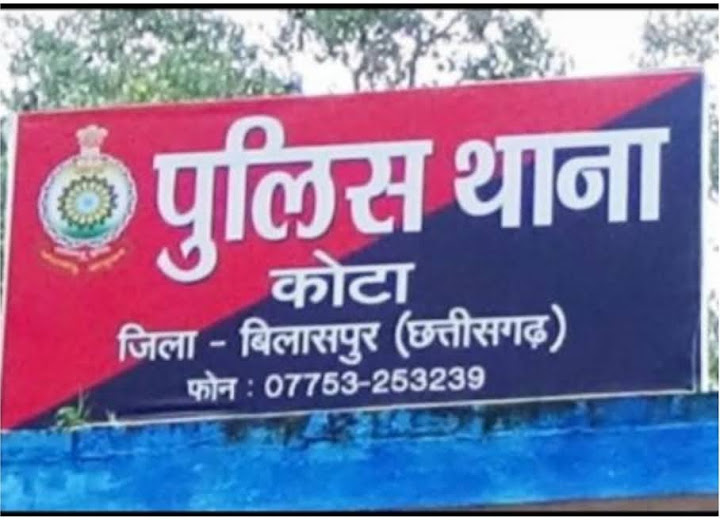 पुलिस थाना
कोटा
जिला - बिलासपुर (छत्तीसगढ़)
फोन : 07753-253239